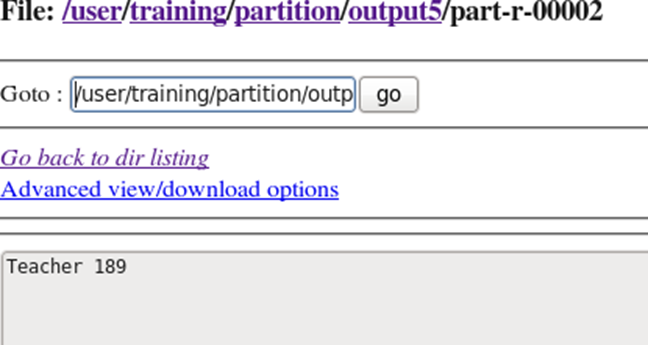 File: /user/training/partition/output5/part-r-00002
Goto : /user/training/partition/outp go
Go back to dir listing
Advanced view/download options
Teacher 189